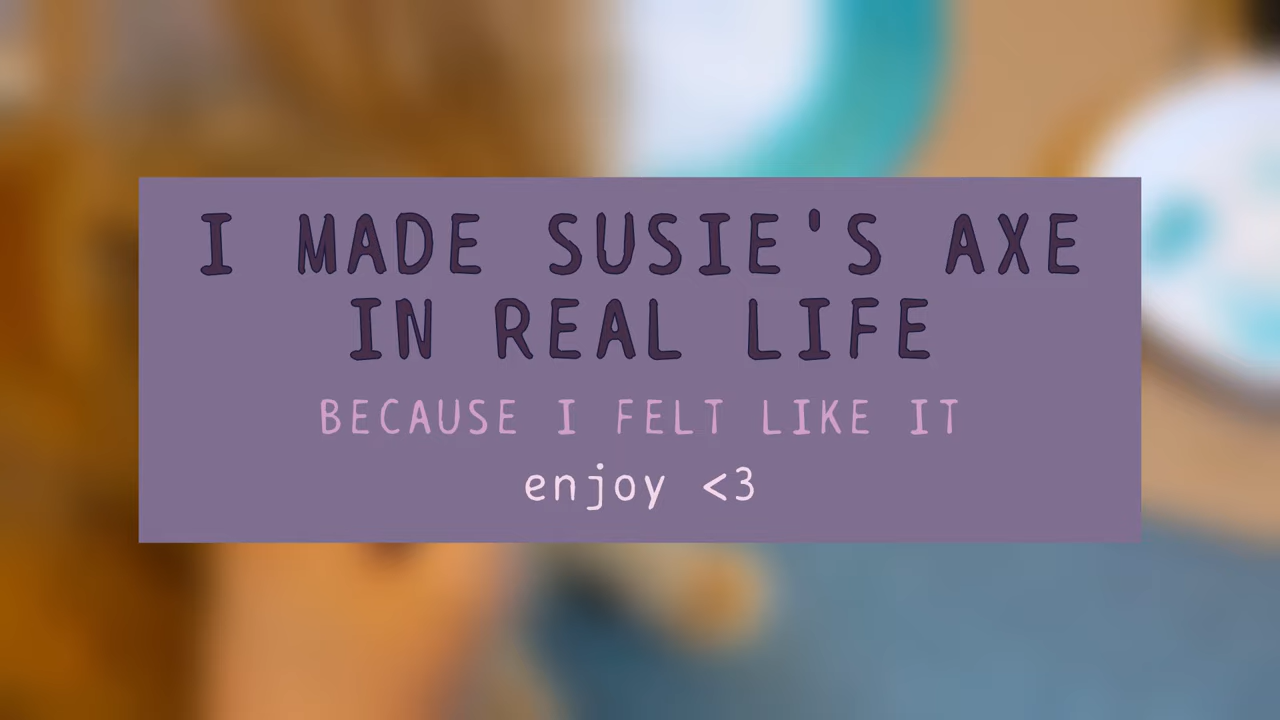 I MADE SUSIE'S AXE
IN REAL LIFE
BECAUSE I FELT LIKE IT
enjoy <3